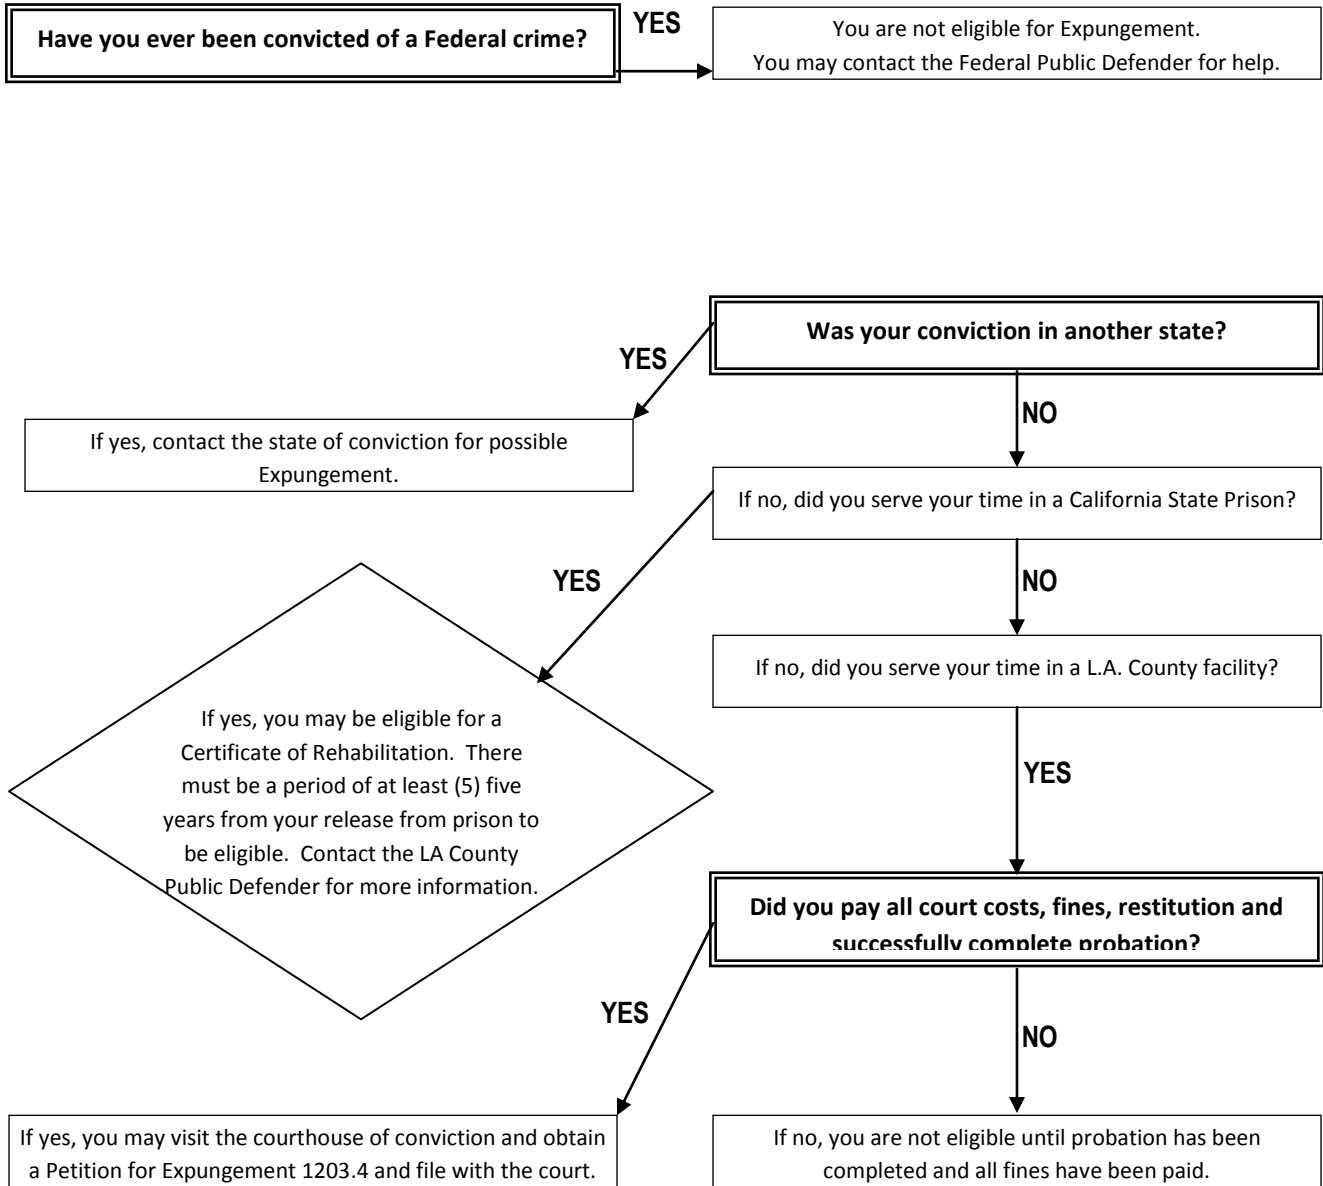 Have you ever been convicted of a Federal crime?
YES
You are not eligible for Expungement.
You may contact the Federal Public Defender for help.
Was your conviction in another state?
YES
NO
If yes, contact the state of conviction for possible
Expungement.
If no, did you serve your time in a California State Prison?
YES
NO
If no, did you serve your time in a L.A. County facility?
If yes, you may be eligible for a
Certificate of Rehabilitation. There
must be a period of at least (5) five
years from your release from prison to
be eligible. Contact the LA County
Public Defender for more information.
YES
Did you pay all court costs, fines, restitution and
successfully complete probation?
YES
NO
If yes, you may visit the courthouse of conviction and obtain
a Petition for Expungement 1203.4 and file with the court.
If no, you are not eligible until probation has been
completed and all fines have been paid.